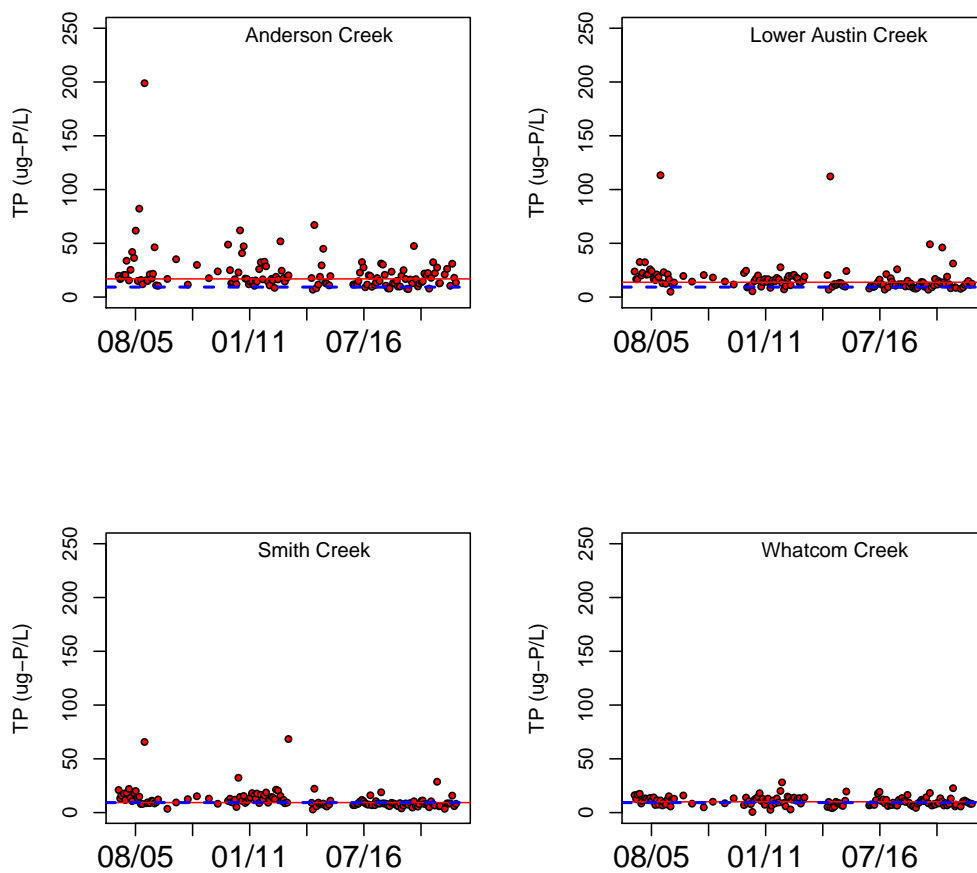 Anderson Creek
TP (ug−P/L)
250
200
150
100
50
0
08/05 01/11 07/16
Lower Austin Creek
TP (ug−P/L)
250
200
150
100
50
0
08/05 01/11 07/16
Smith Creek
TP (ug−P/L)
250
200
150
100
50
0
08/05 01/11 07/16
Whatcom Creek
TP (ug−P/L)
250
200
150
100
50
0
08/05 01/11 07/16